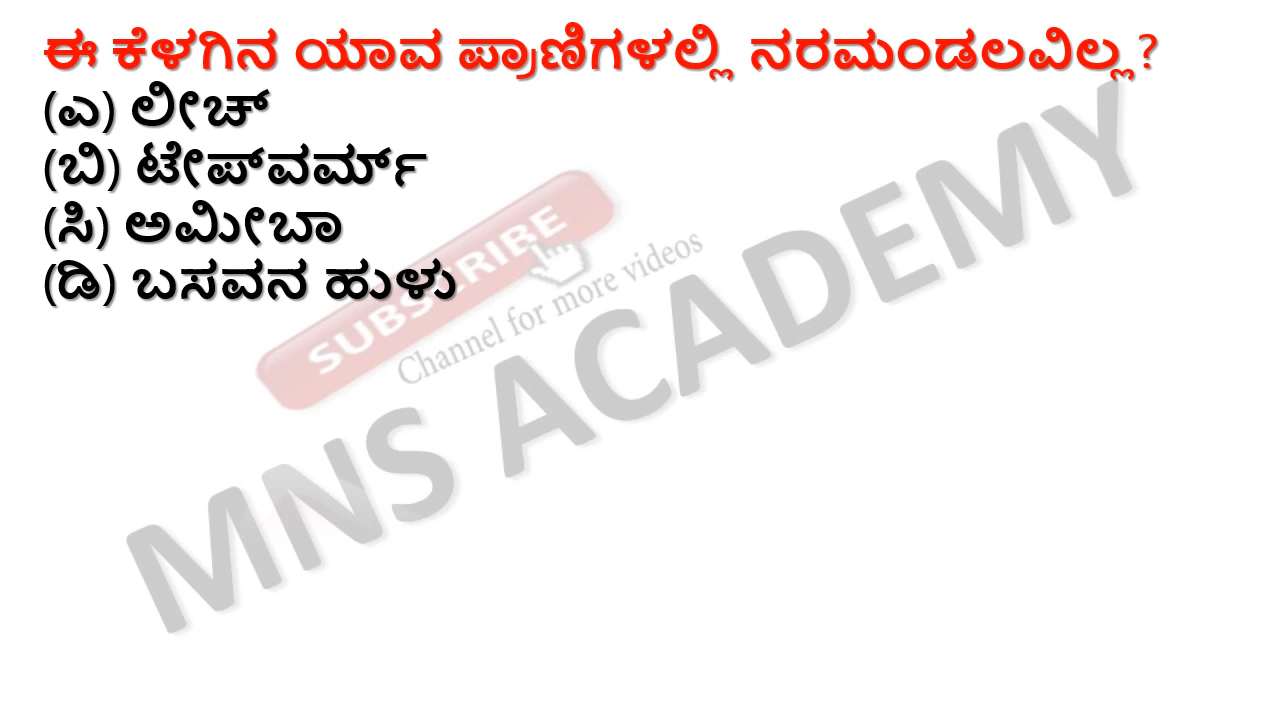 ಈ ಕೆಳಗಿನ ಯಾವ ಪ್ರಾಣಿಗಳಲ್ಲಿ ನರಮಂಡಲವಿಲ್ಲ?
(ಎ) ಲೀಚ್
(ಬಿ) ಟೇಪ್‌ವರ್ಮ್
(ಸಿ) ಅಮೀಬಾ
(ಡಿ) ಬಸವನ ಹುಳು
SUBSCRIBE
Channel for more videos
MNS ACADEMY